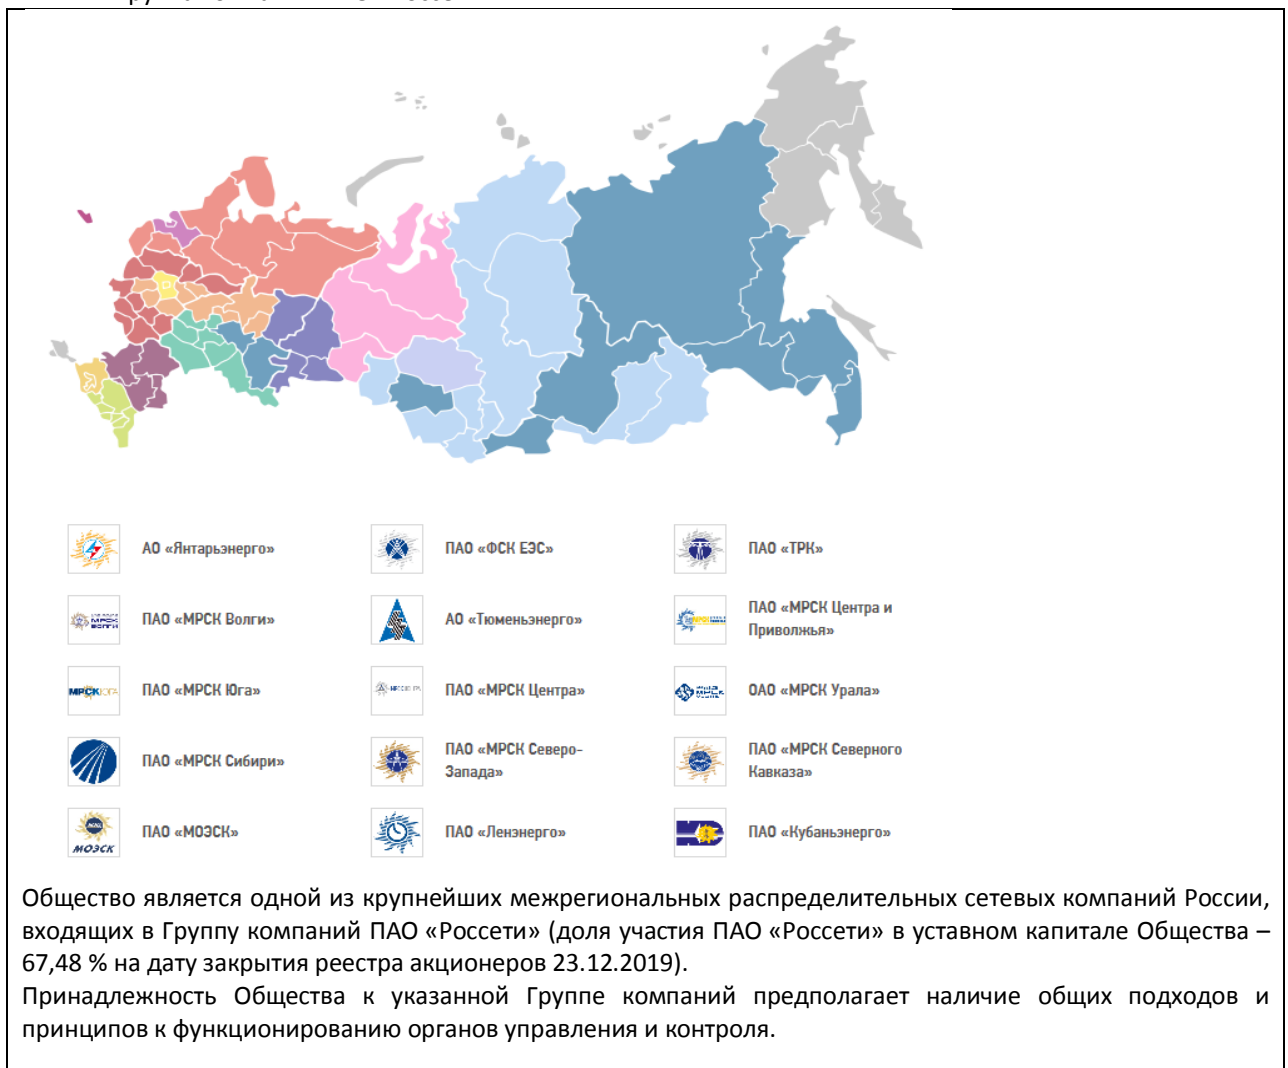 АО «Янтарьэнерго»
ПАО «ФСК ЕЭС»
ПАО «ТРК»
ПАО «МРСК Волги»
АО «Тюменьэнерго»
ПАО «МРСК Центра и
Приволжья»
ПАО «МРСК Юга»
ПАО «МРСК Центра»
ОАО «МРСК Урала»
ПАО «МРСК Сибири»
ПАО «МРСК Северо-
Запада»
ПАО «МРСК Северного
Кавказа»
МОЭСК
ПАО «МОЭСК»
ПАО «Ленэнерго»
ПАО «Кубаньэнерго»
Общество является одной из крупнейших межрегиональных распределительных сетевых компаний России,
входящих в Группу компаний ПАО «Россети» (доля участия ПАО «Россети» в уставном капитале Общества –
67,48 % на дату закрытия реестра акционеров 23.12.2019).
Принадлежность Общества к указанной Группе компаний предполагает наличие общих подходов и
принципов к функционированию органов управления и контроля.